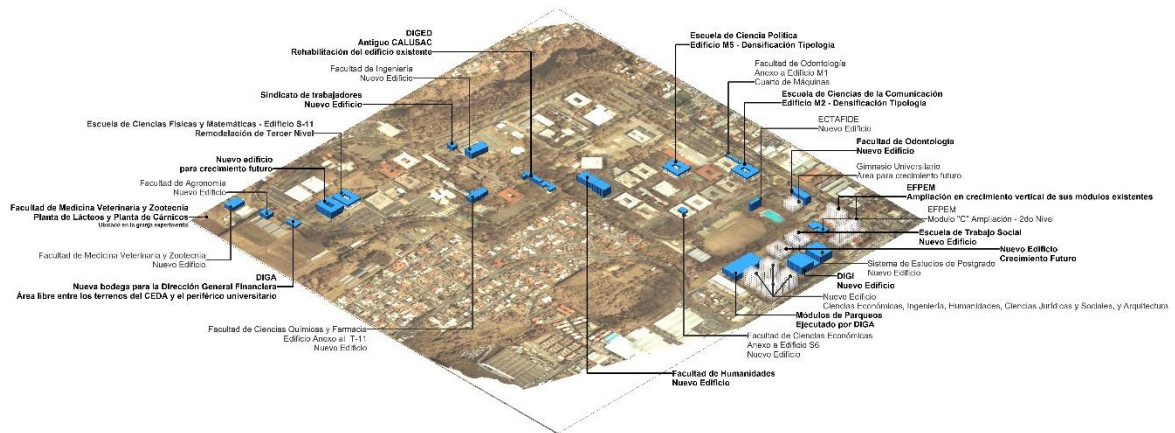 DIGED
Antiguo CALUSAC
Rehabilitación del edificio existente
Facultad de Ingeniería
Nuevo Edificio
Sindicato de trabajadores
Nuevo Edificio
Escuela de Ciencias Físicas y Matemáticas - Edificio S-11
Remodelación de Tercer Nivel
Nuevo edificio
para crecimiento futuro
Facultad de Agronomía
Nuevo Edificio
Facultad de Medicina Veterinaria y Zootecnia
Planta de Lácteos y Planta de Cárnicos
Ubicado en la granja experimental
Facultad de Medicina Veterinaria y Zootecnia
Nuevo Edificio
DIGA
Nueva bodega para la Dirección General Financiera
Área libre entre los terrenos del CEDA y el periférico universitario
Facultad de Ciencias Químicas y Farmacia
Edificio Anexo al T-11
Nuevo Edificio
Escuela de Ciencia Política
Edificio M5 - Densificación Tipología
Facultad de Odontología
Anexo a Edificio M1
Cuarto de Máquinas
Escuela de Ciencias de la Comunicación
Edificio M2 - Densificación Tipología
ECTAFIDE
Nuevo Edificio
Facultad de Odontología
Nuevo Edificio
Gimnasio Universitario
Área para crecimiento futuro
EFPEM
Ampliación en crecimiento vertical de sus módulos existentes
EFPEM
Modulo "C" Ampliación - 2do Nivel
Escuela de Trabajo Social
Nuevo Edificio
Nuevo Edificio
Crecimiento Futuro
Sistema de Estudios de Postgrado
Nuevo Edificio
DIGI
Nuevo Edificio
Nuevo Edificio
Ciencias Económicas, Ingeniería, Humanidades, Ciencias Jurídicas y Sociales, y Arquitectura
Módulos de Parqueos
Ejecutado por DIGA
Facultad de Ciencias Económicas
Anexo a Edificio S6
Nuevo Edificio
Facultad de Humanidades
Nuevo Edificio